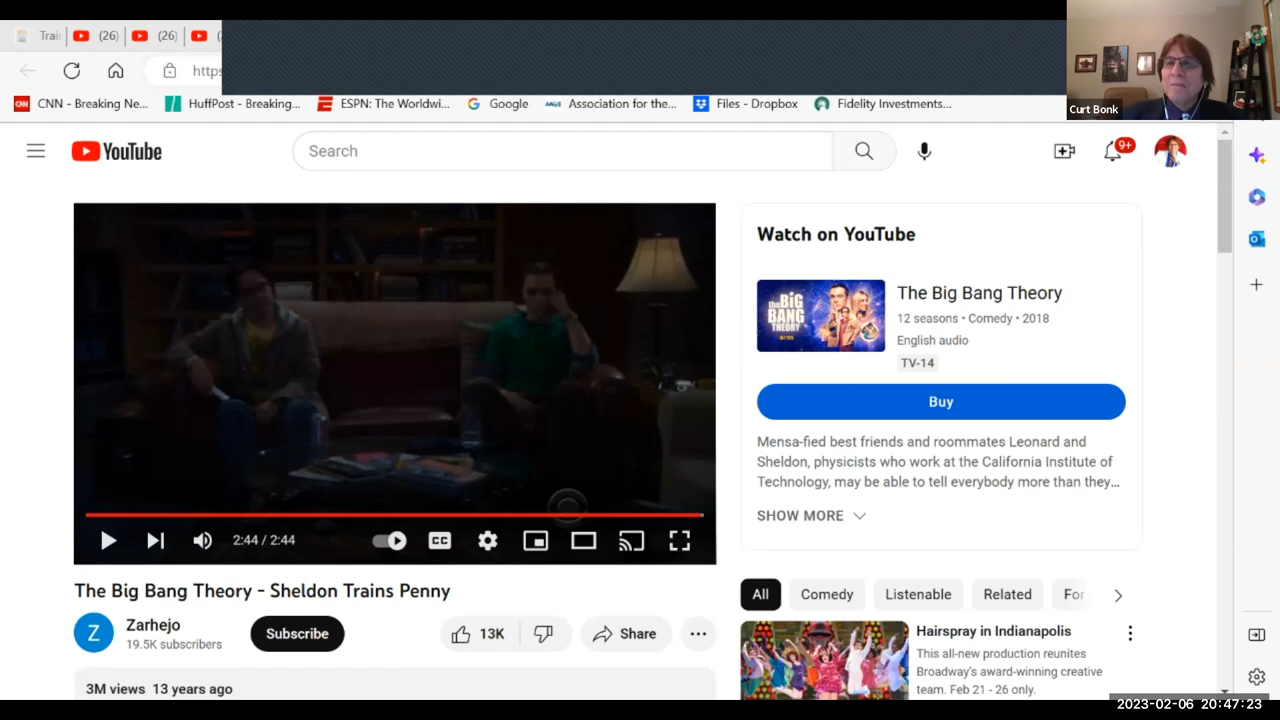 Trai
(26)
(26)
https
CNN - Breaking Ne...
HuffPost - Breaking...
ESPN: The Worldwi...
Google
Association for the...
Files - Dropbox
Fidelity Investments...
Curt Bonk
YouTube
Search
9+
Watch on YouTube
the BIG BANG THEORY
The Big Bang Theory
12 seasons • Comedy • 2018
English audio
TV-14
Buy
Mensa-fied best friends and roommates Leonard and
Sheldon, physicists who work at the California Institute of
Technology, may be able to tell everybody more than they...
SHOW MORE
2:44 / 2:44
CC
The Big Bang Theory - Sheldon Trains Penny
Z
Zarhejo
19.5K subscribers
Subscribe
13K
Share
3M views 13 years ago
All
Comedy
Listenable
Related
For
Hairspray in Indianapolis
This all-new production reunites
Broadway's award-winning creative
team. Feb 21 - 26 only.
2023-02-06 20:47:23